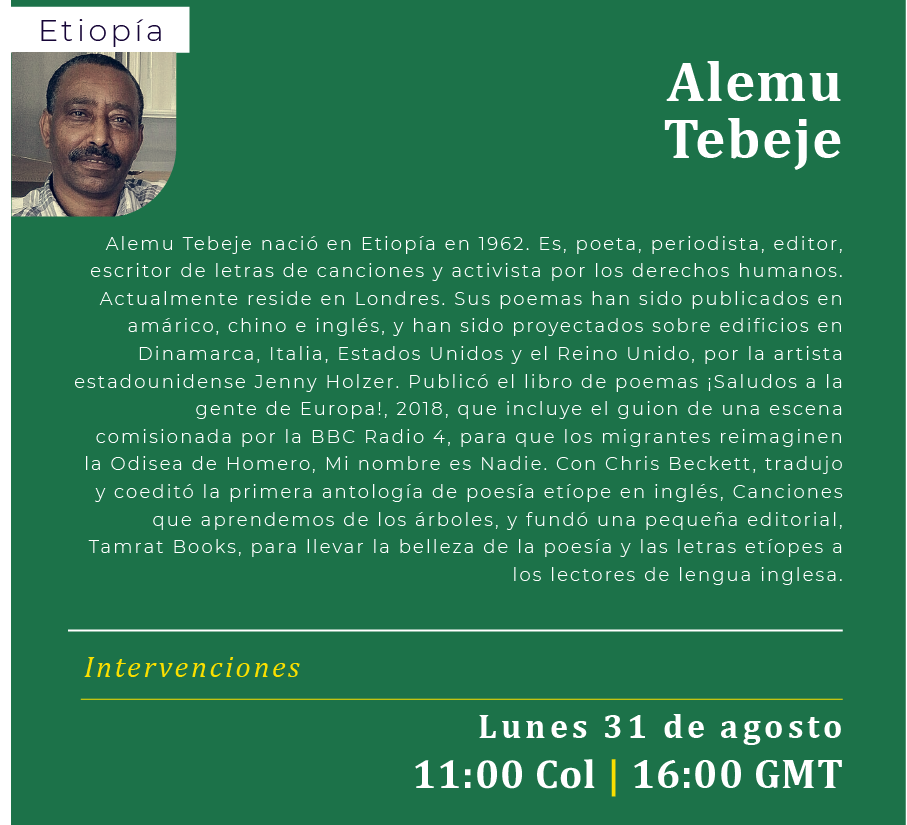 Etiopía
Alemu
Tebeje
Alemu Tebeje nació en Etiopía en 1962. Es, poeta, periodista, editor,
escritor de letras de canciones y activista por los derechos humanos.
Actualmente reside en Londres. Sus poemas han sido publicados en
amárico, chino e inglés, y han sido proyectados sobre edificios en
Dinamarca, Italia, Estados Unidos y el Reino Unido, por la artista
estadounidense Jenny Holzer. Publicó el libro de poemas ¡Saludos a la
gente de Europa!, 2018, que incluye el guion de una escena
comisionada por la BBC Radio 4, para que los migrantes reimaginen
la Odisea de Homero, Mi nombre es Nadie. Con Chris Beckett, tradujo
y coeditó la primera antología de poesía etíope en inglés, Canciones
que aprendemos de los árboles, y fundó una pequeña editorial,
Tamrat Books, para llevar la belleza de la poesía y las letras etíopes a
los lectores de lengua inglesa.
Intervenciones
Lunes 31 de agosto
11:00 Col | 16:00 GMT